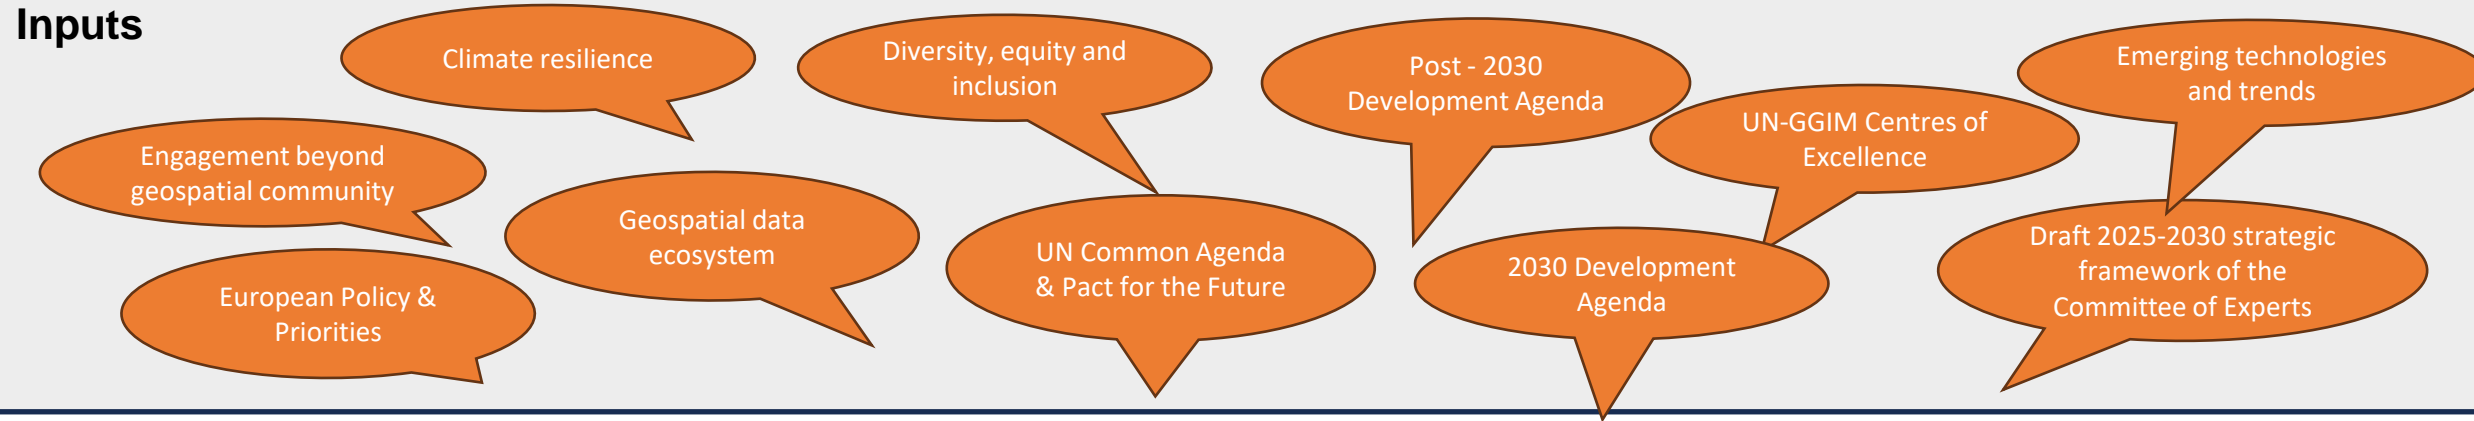 Inputs
Climate resilience
Diversity, equity and
inclusion
Post - 2030
Development Agenda
Emerging technologies
and trends
UN-GGIM Centres of
Excellence
Engagement beyond
geospatial community
Geospatial data
ecosystem
UN Common Agenda
& Pact for the Future
2030 Development
Agenda
Draft 2025-2030 strategic
framework of the
Committee of Experts
European Policy &
Priorities